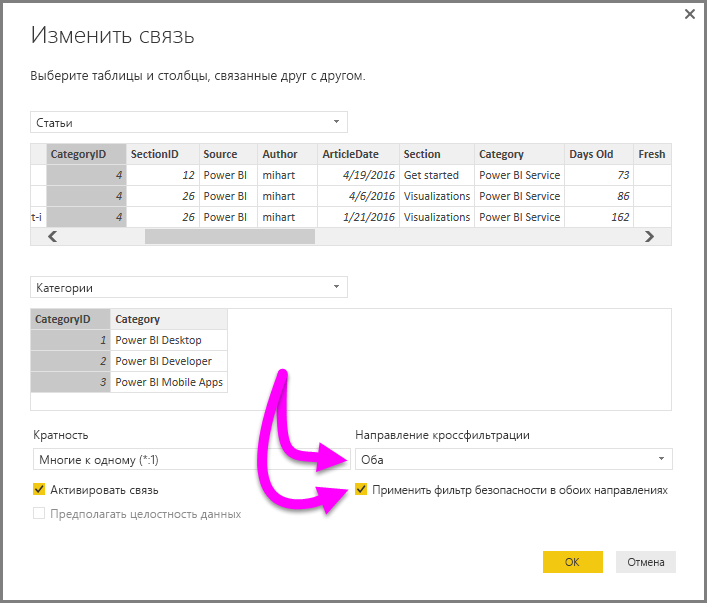 Изменить связь
Выберите таблицы и столбцы, связанные друг с другом.
Статьи
CategoryID SectionID Source Author ArticleDate Section Category Days Old Fresh
4 12 Power BI mihart 4/19/2016 Get started Power BI Service 73
4 26 Power BI mihart 4/6/2016 Visualizations Power BI Service 86
t-i 4 26 Power BI mihart 1/21/2016 Visualizations Power BI Service 162
Категории
CategoryID Category
1 Power BI Desktop
2 Power BI Developer
3 Power BI Mobile Apps
Кратность Направление кроссфильтрации
Многие к одному (*:1) Оба
Активировать связь Применить фильтр безопасности в обоих направлениях
Предполагать целостность данных
ОК Отмена